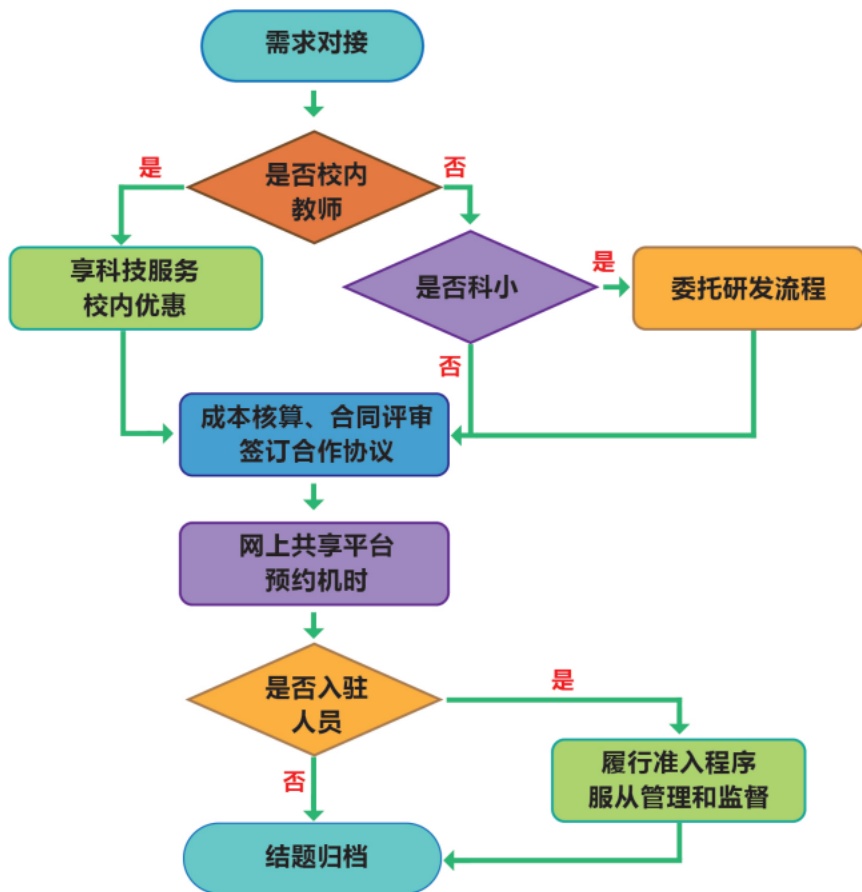 需求对接
是否校内
教师
是
否
享科技服务
校内优惠
是否科小
是
委托研发流程
否
成本核算、合同评审
签订合作协议
网上共享平台
预约机时
是否入驻
人员
是
否
履行准入程序
服从管理和监督
结题归档